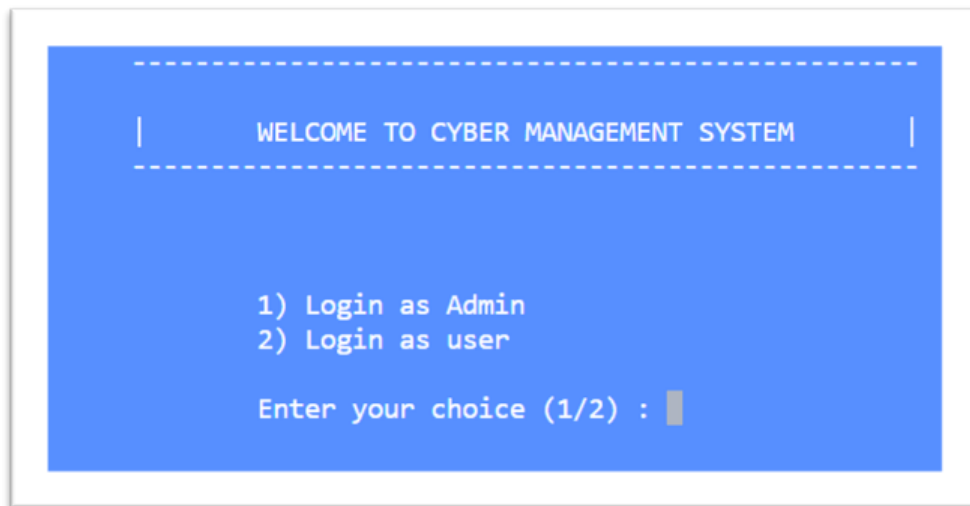 --------------------------------------------------
| WELCOME TO CYBER MANAGEMENT SYSTEM |
--------------------------------------------------
1) Login as Admin
2) Login as user
Enter your choice (1/2) :